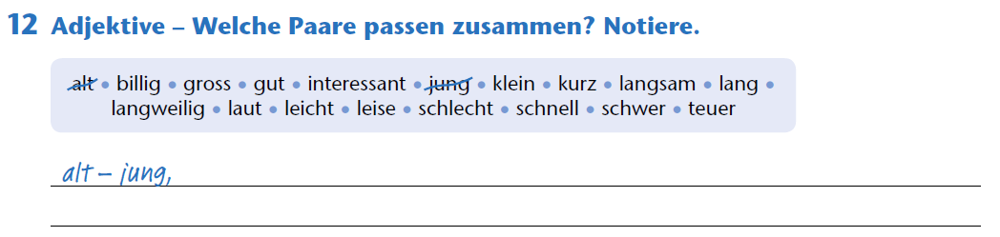 12 Adjektive – Welche Paare passen zusammen? Notiere.
alt • billig • gross • gut • interessant • jung • klein • kurz • langsam • lang •
langweilig • laut • leicht • leise • schlecht • schnell • schwer • teuer
alt – jung,